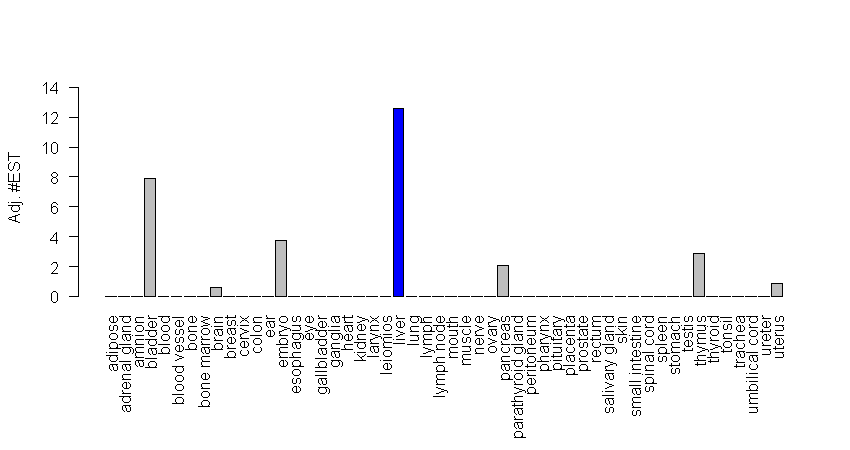 14
12
10
8
6
4
2
0
Adj. #EST
adipose
adrenal gland
amnion
bladder
blood
blood vessel
bone
bone marrow
brain
breast
cervix
colon
ear
embryo
esophagus
eye
gallbladder
ganglia
heart
kidney
larynx
leiomios
liver
lung
lymph
lymph node
mouth
muscle
nerve
ovary
pancreas
parathyroid gland
peritoneum
pharynx
pituitary
placenta
prostate
rectum
salivary gland
skin
small intestine
spinal cord
spleen
stomach
testis
thymus
thyroid
tonsil
trachea
umbilical cord
ureter
uterus